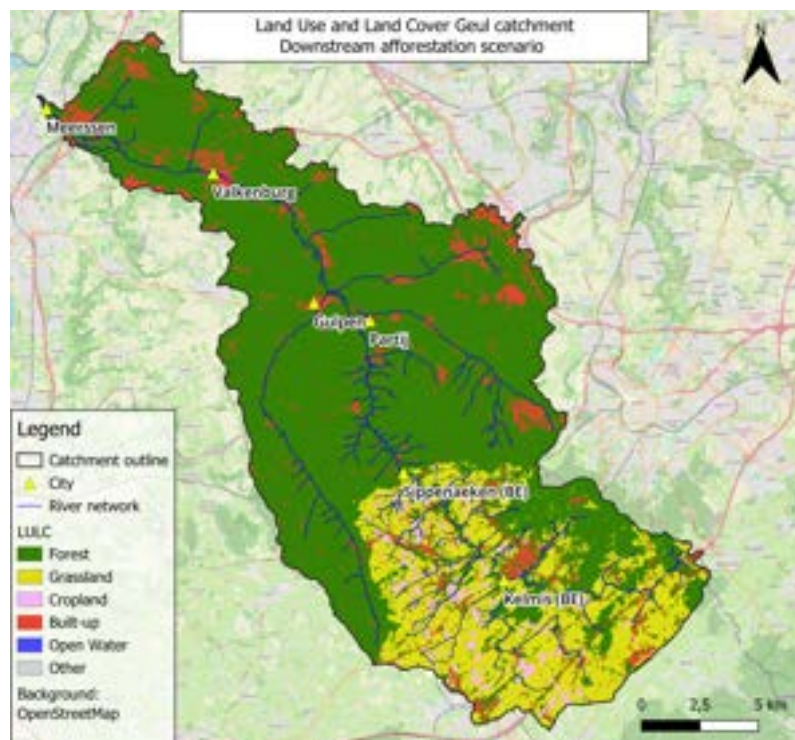 Land Use and Land Cover Geul catchment
Downstream afforestation scenario
N
Meerssen
Valkenburg
Gulpen
Partij
Sippenaeken (BE)
Kelmis (BE)
Legend
Catchment outline
City
River network
LULC
Forest
Grassland
Cropland
Built-up
Open Water
Other
Background:
OpenStreetMap
0 2,5 5 km